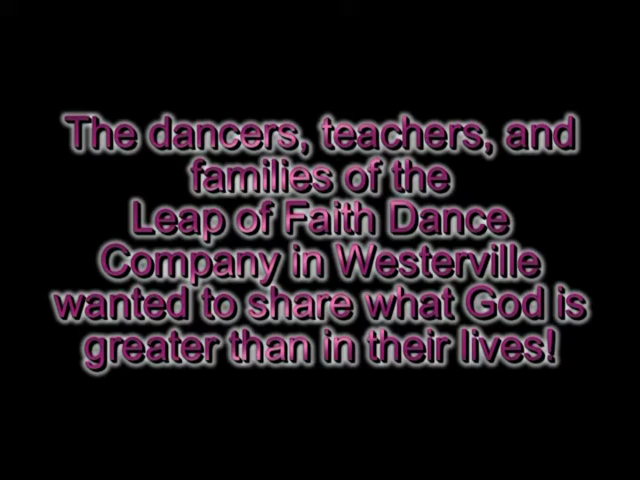 The dancers, teachers, and
families of the
Leap of Faith Dance
Company in Westerville
wanted to share what God is
greater than in their lives!